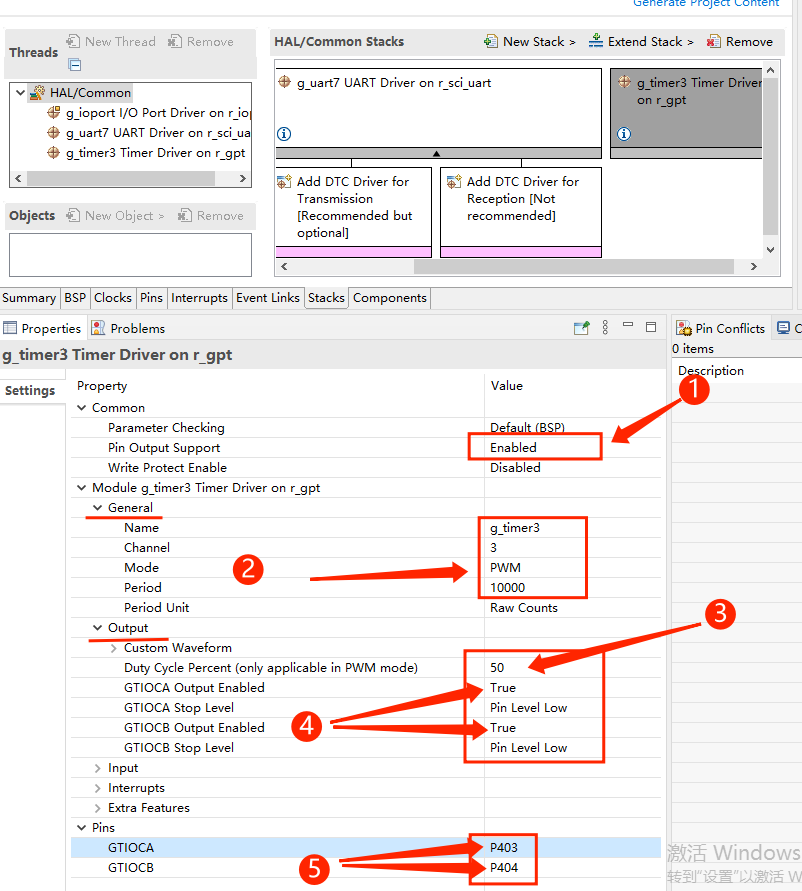 Generate Project Content
Threads
New Thread
Remove
HAL/Common
g_ioport I/O Port Driver on r_iop
g_uart7 UART Driver on r_sci_ua
g_timer3 Timer Driver on r_gpt
Objects
New Object >
Remove
HAL/Common Stacks
New Stack >
Extend Stack >
Remove
g_uart7 UART Driver on r_sci_uart
g_timer3 Timer Driver
on r_gpt
Add DTC Driver for
Transmission
[Recommended but
optional]
Add DTC Driver for
Reception [Not
recommended]
Summary BSP Clocks Pins Interrupts Event Links Stacks Components
Properties Problems
g_timer3 Timer Driver on r_gpt
Settings
Property Value
Common
Parameter Checking Default (BSP)
Pin Output Support Enabled
Write Protect Enable Disabled
Module g_timer3 Timer Driver on r_gpt
General
Name g_timer3
Channel 3
Mode PWM
Period 10000
Period Unit Raw Counts
Output
Custom Waveform
Duty Cycle Percent (only applicable in PWM mode) 50
GTIOCA Output Enabled True
GTIOCA Stop Level Pin Level Low
GTIOCB Output Enabled True
GTIOCB Stop Level Pin Level Low
Input
Interrupts
Extra Features
Pins
GTIOCA P403
GTIOCB P404
1
2
3
4
5
Pin Conflicts
0 items
Description
激活 Windows
转到"设置"以激活 W